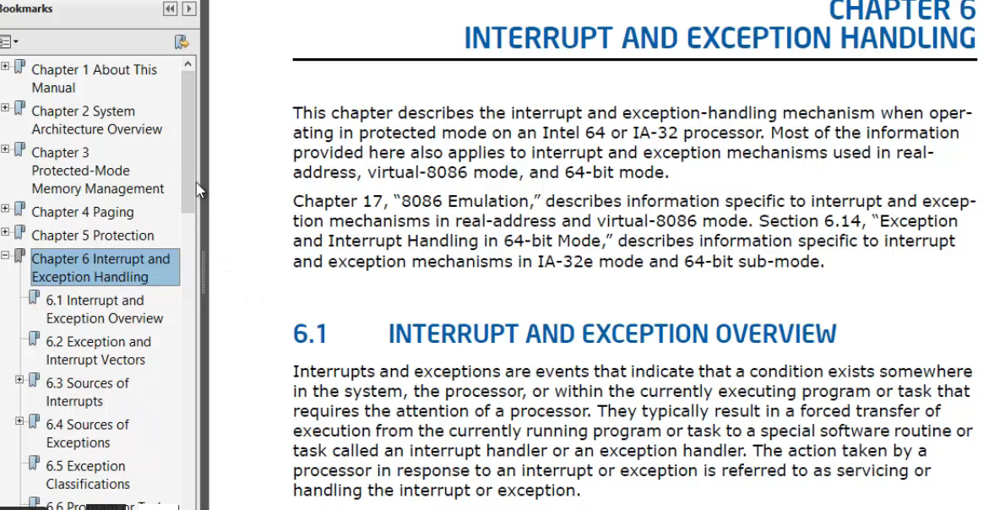 Bookmarks
Chapter 1 About This
Manual
Chapter 2 System
Architecture Overview
Chapter 3
Protected-Mode
Memory Management
Chapter 4 Paging
Chapter 5 Protection
Chapter 6 Interrupt and
Exception Handling
6.1 Interrupt and
Exception Overview
6.2 Exception and
Interrupt Vectors
6.3 Sources of
Interrupts
6.4 Sources of
Exceptions
6.5 Exception
Classifications
6.6
CHAPTER 6
INTERRUPT AND EXCEPTION HANDLING
This chapter describes the interrupt and exception-handling mechanism when oper-
ating in protected mode on an Intel 64 or IA-32 processor. Most of the information
provided here also applies to interrupt and exception mechanisms used in real-
address, virtual-8086 mode, and 64-bit mode.
Chapter 17, “8086 Emulation,” describes information specific to interrupt and excep-
tion mechanisms in real-address and virtual-8086 mode. Section 6.14, “Exception
and Interrupt Handling in 64-bit Mode,” describes information specific to interrupt
and exception mechanisms in IA-32e mode and 64-bit sub-mode.
6.1 INTERRUPT AND EXCEPTION OVERVIEW
Interrupts and exceptions are events that indicate that a condition exists somewhere
in the system, the processor, or within the currently executing program or task that
requires the attention of a processor. They typically result in a forced transfer of
execution from the currently running program or task to a special software routine or
task called an interrupt handler or an exception handler. The action taken by a
processor in response to an interrupt or exception is referred to as servicing or
handling the interrupt or exception.